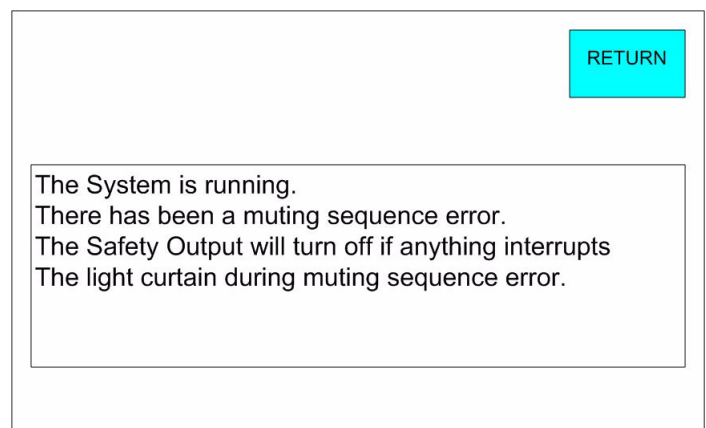 RETURN
The System is running.
There has been a muting sequence error.
The Safety Output will turn off if anything interrupts
The light curtain during muting sequence error.